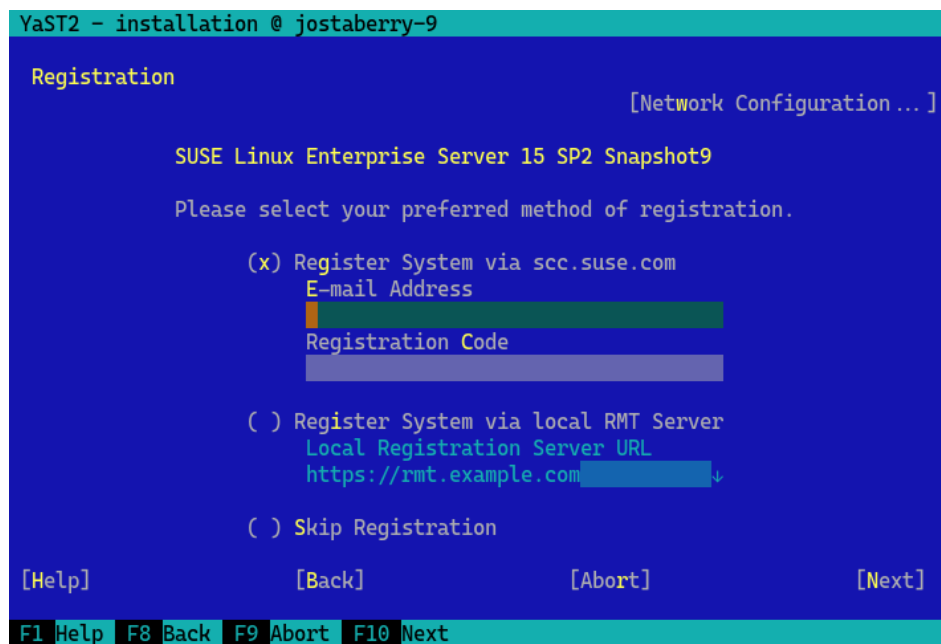 YaST2 - installation @ jostaberry-9
Registration
[Network Configuration...]
SUSE Linux Enterprise Server 15 SP2 Snapshot9
Please select your preferred method of registration.
(x) Register System via scc.suse.com
E-mail Address
Registration Code
( ) Register System via local RMT Server
Local Registration Server URL
https://rmt.example.com ↓
( ) Skip Registration
[Help] [Back] [Abort] [Next]
F1 Help F8 Back F9 Abort F10 Next